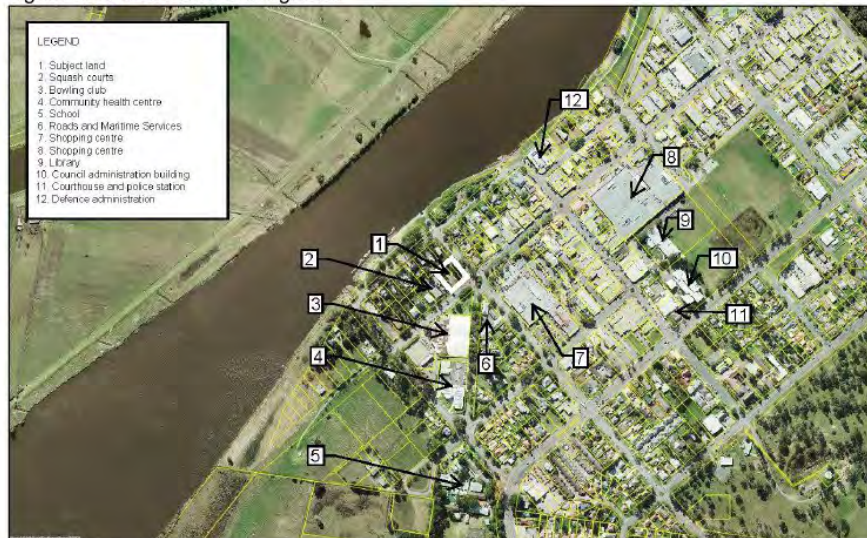 LEGEND
1. Subject land
2. Squash courts
3. Bowling club
4. Community health centre
5. School
6. Roads and Maritime Services
7. Shopping centre
8. Shopping centre
9. Library
10. Council administration building
11. Courthouse and police station
12. Defence administration
12
8
9
1
2
10
3
11
4
6
7
5